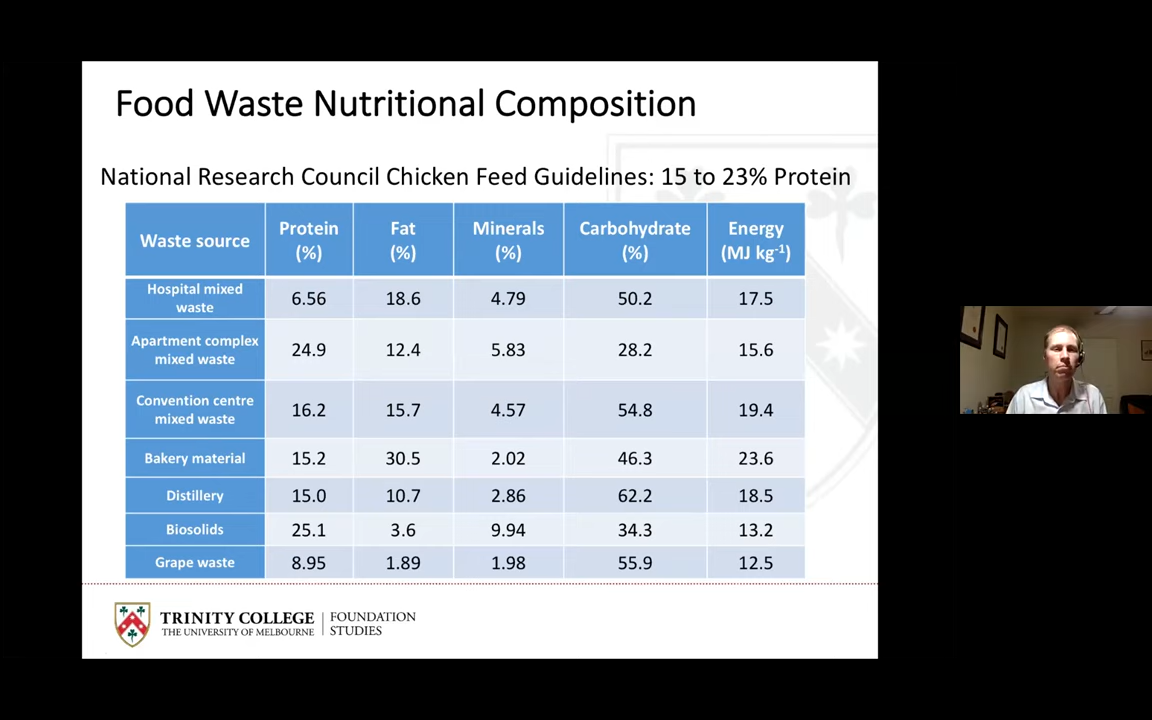 Food Waste Nutritional Composition
National Research Council Chicken Feed Guidelines: 15 to 23% Protein
Waste source Protein (%) Fat (%) Minerals (%) Carbohydrate (%) Energy (MJ kg-1)
Hospital mixed waste 6.56 18.6 4.79 50.2 17.5
Apartment complex mixed waste 24.9 12.4 5.83 28.2 15.6
Convention centre mixed waste 16.2 15.7 4.57 54.8 19.4
Bakery material 15.2 30.5 2.02 46.3 23.6
Distillery 15.0 10.7 2.86 62.2 18.5
Biosolids 25.1 3.6 9.94 34.3 13.2
Grape waste 8.95 1.89 1.98 55.9 12.5
TRINITY COLLEGE FOUNDATION
THE UNIVERSITY OF MELBOURNE STUDIES